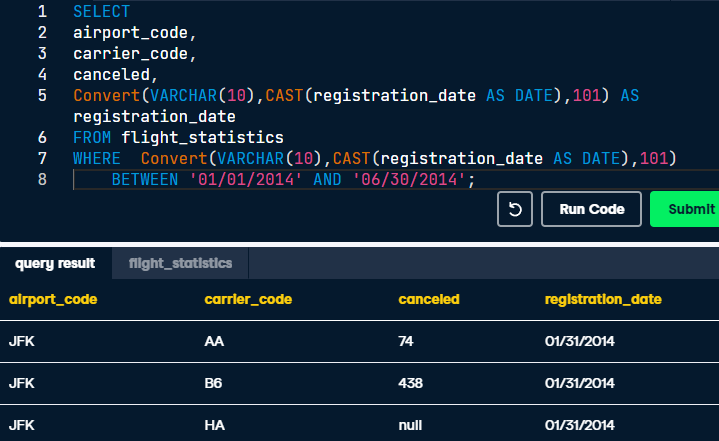 1 SELECT
2 airport_code,
3 carrier_code,
4 canceled,
5 Convert(VARCHAR(10),CAST(registration_date AS DATE),101) AS
registration_date
6 FROM flight_statistics
7 WHERE  Convert(VARCHAR(10),CAST(registration_date AS DATE),101)
8     BETWEEN '01/01/2014' AND '06/30/2014';
Run Code Submit
query result flight_statistics
airport_code carrier_code canceled registration_date
JFK AA 74 01/31/2014
JFK B6 438 01/31/2014
JFK HA null 01/31/2014